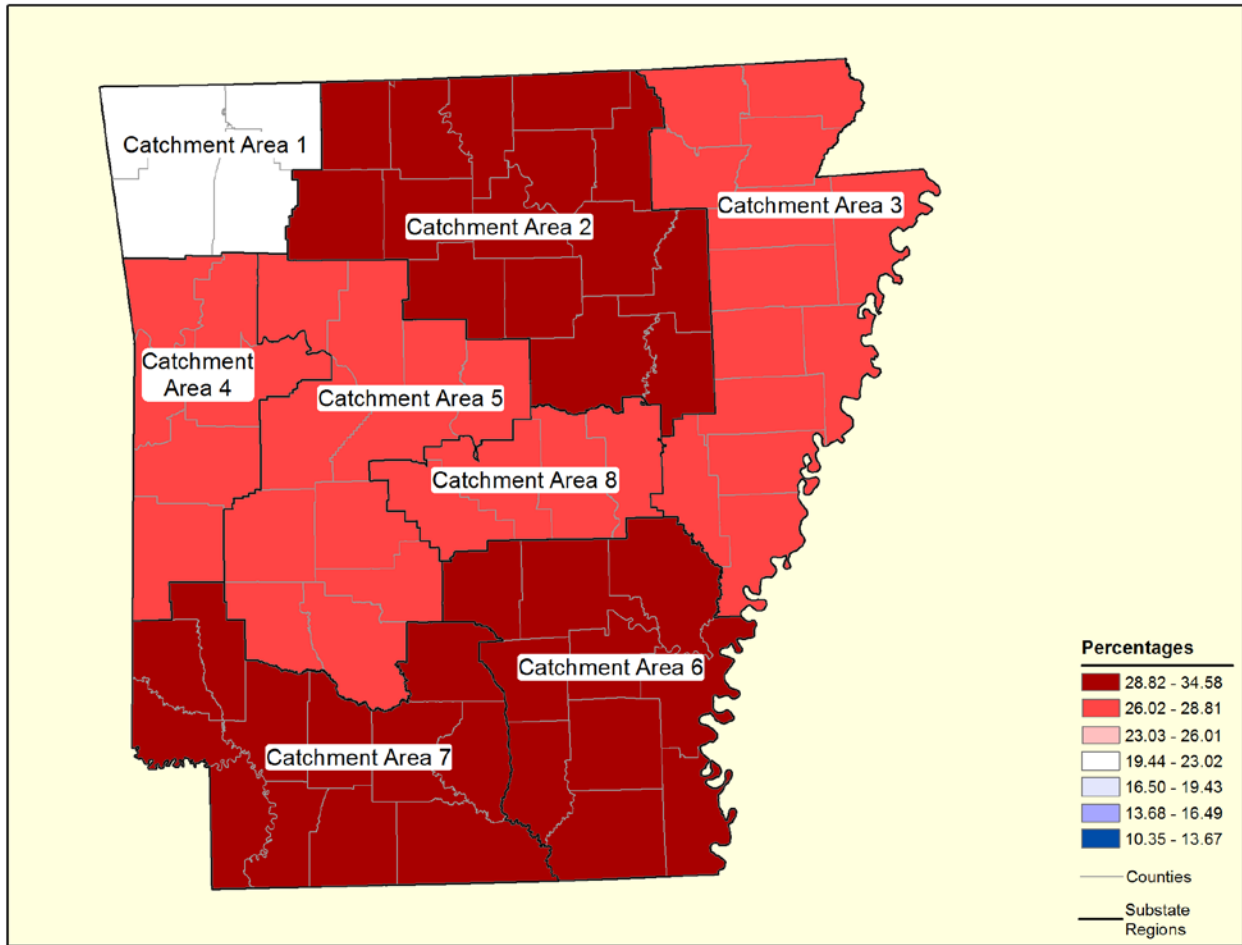 Catchment Area 1
Catchment Area 2
Catchment Area 3
Catchment
Area 4
Catchment Area 5
Catchment Area 8
Catchment Area 6
Catchment Area 7
Percentages
28.82 - 34.58
26.02 - 28.81
23.03 - 26.01
19.44 - 23.02
16.50 - 19.43
13.68 - 16.49
10.35 - 13.67
Counties
Substate
Regions